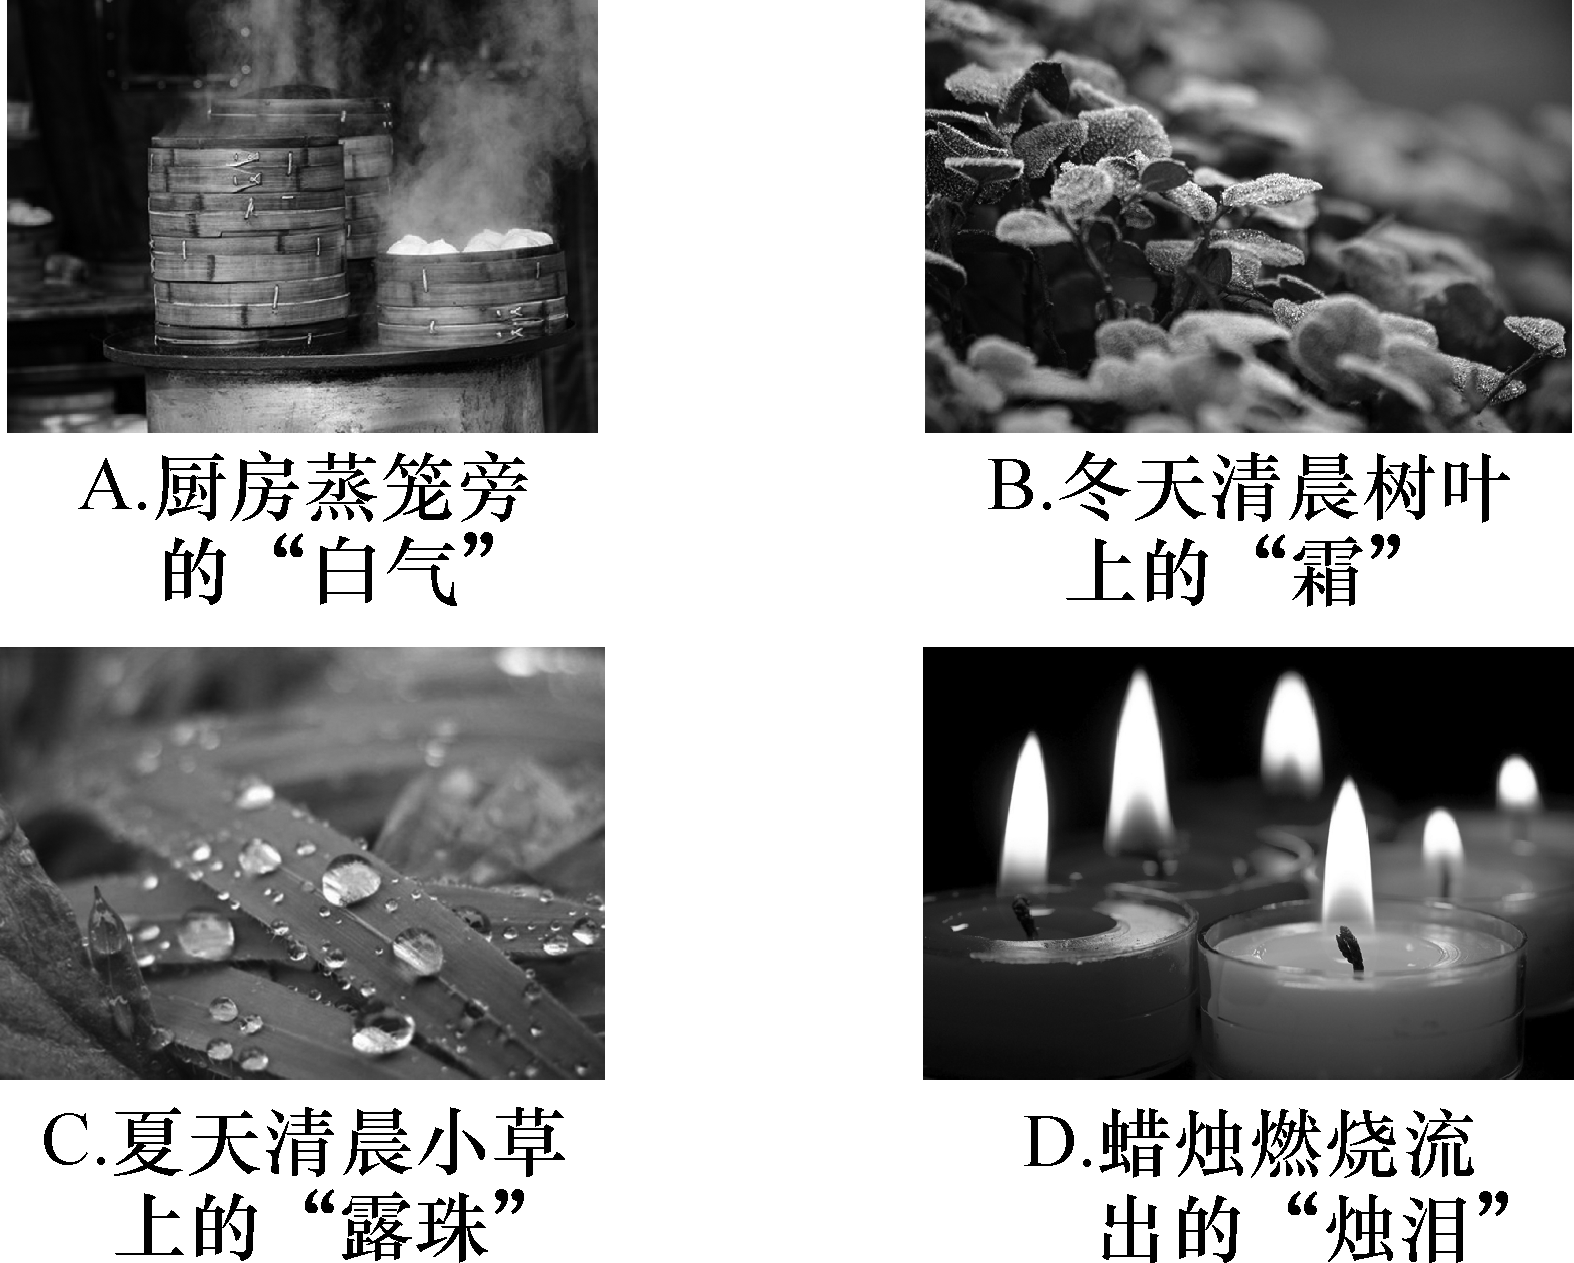 A.厨房蒸笼旁
的“白气”
B.冬天清晨树叶
上的“霜”
C.夏天清晨小草
上的“露珠”
D.蜡烛燃烧流
出的“烛泪”